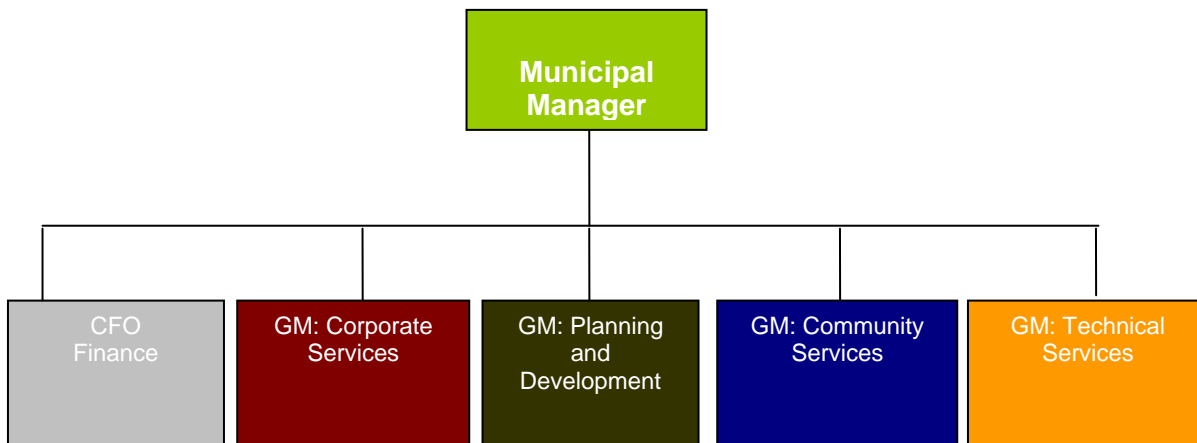 Municipal
Manager
CFO
Finance
GM: Corporate
Services
GM: Planning
and
Development
GM: Community
Services
GM: Technical
Services